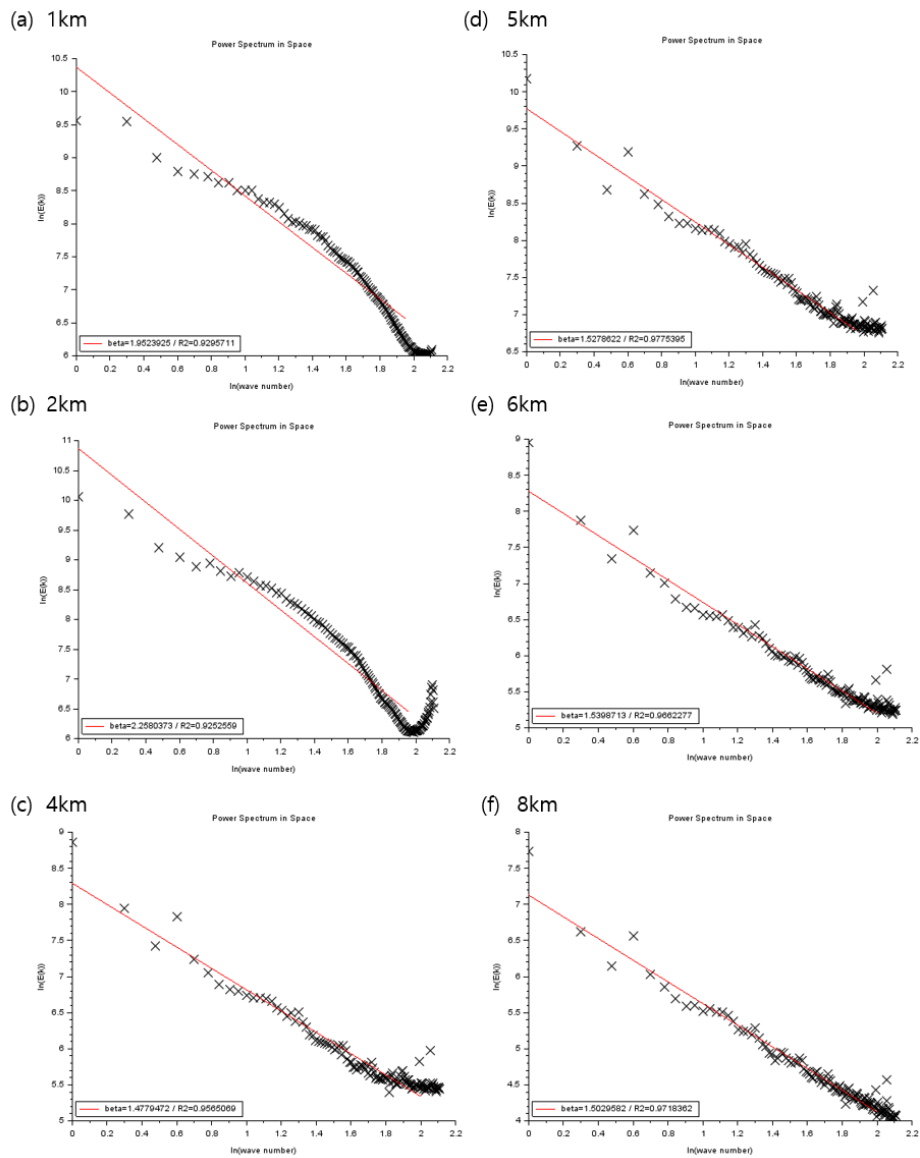 (a) 1km
Power Spectrum in Space
10.5
10
9.5
9
8.5
8
7.5
7
6.5
6
ln(E(k))
beta=1.9523925 / R2=0.9295711
0 0.2 0.4 0.6 0.8 1 1.2 1.4 1.6 1.8 2 2.2
ln(wave number)
(b) 2km
Power Spectrum in Space
11
10.5
10
9.5
9
8.5
8
7.5
7
6.5
6
ln(E(k))
beta=2.2580373 / R2=0.9252559
0 0.2 0.4 0.6 0.8 1 1.2 1.4 1.6 1.8 2 2.2
ln(wave number)
(c) 4km
Power Spectrum in Space
9
8.5
8
7.5
7
6.5
6
5.5
5
ln(E(k))
beta=1.4779472 / R2=0.9565069
0 0.2 0.4 0.6 0.8 1 1.2 1.4 1.6 1.8 2 2.2
ln(wave number)
(d) 5km
Power Spectrum in Space
10.5
10
9.5
9
8.5
8
7.5
7
6.5
ln(E(k))
beta=1.5278622 / R2=0.9775395
0 0.2 0.4 0.6 0.8 1 1.2 1.4 1.6 1.8 2 2.2
ln(wave number)
(e) 6km
Power Spectrum in Space
9
8.5
8
7.5
7
6.5
6
5.5
5
ln(E(k))
beta=1.5398713 / R2=0.9662277
0 0.2 0.4 0.6 0.8 1 1.2 1.4 1.6 1.8 2 2.2
ln(wave number)
(f) 8km
Power Spectrum in Space
8
7.5
7
6.5
6
5.5
5
4.5
4
ln(E(k))
beta=1.5029582 / R2=0.9718362
0 0.2 0.4 0.6 0.8 1 1.2 1.4 1.6 1.8 2 2.2
ln(wave number)